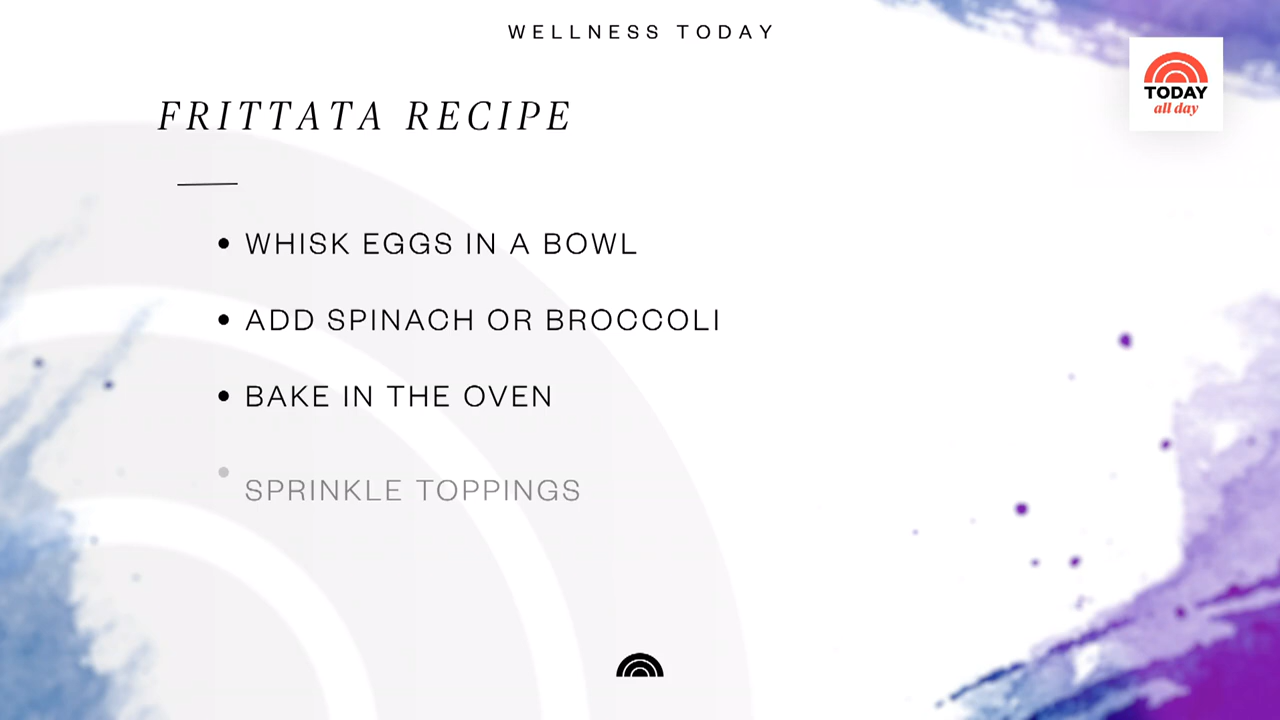 WELLNESS TODAY
TODAY
all day
FRITTATA RECIPE
• WHISK EGGS IN A BOWL
• ADD SPINACH OR BROCCOLI
• BAKE IN THE OVEN
• SPRINKLE TOPPINGS